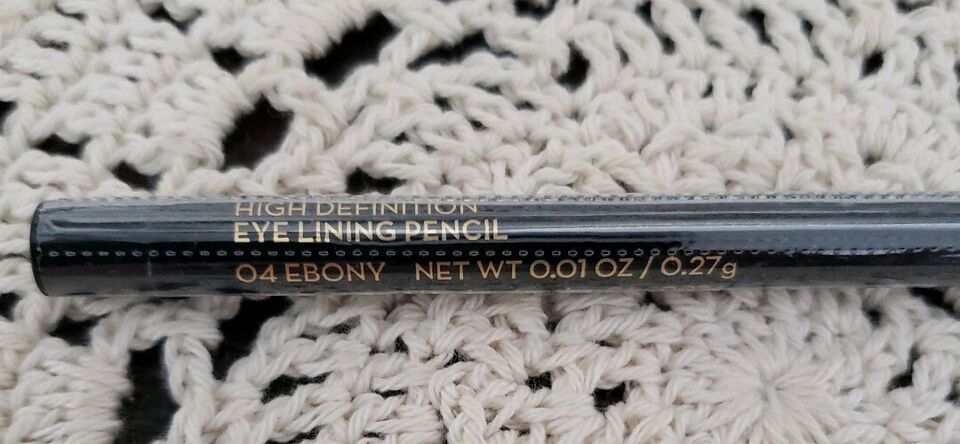 HIGH DEFINITION
EYE LINING PENCIL
04 EBONY NET WT 0.01 OZ / 0.27g